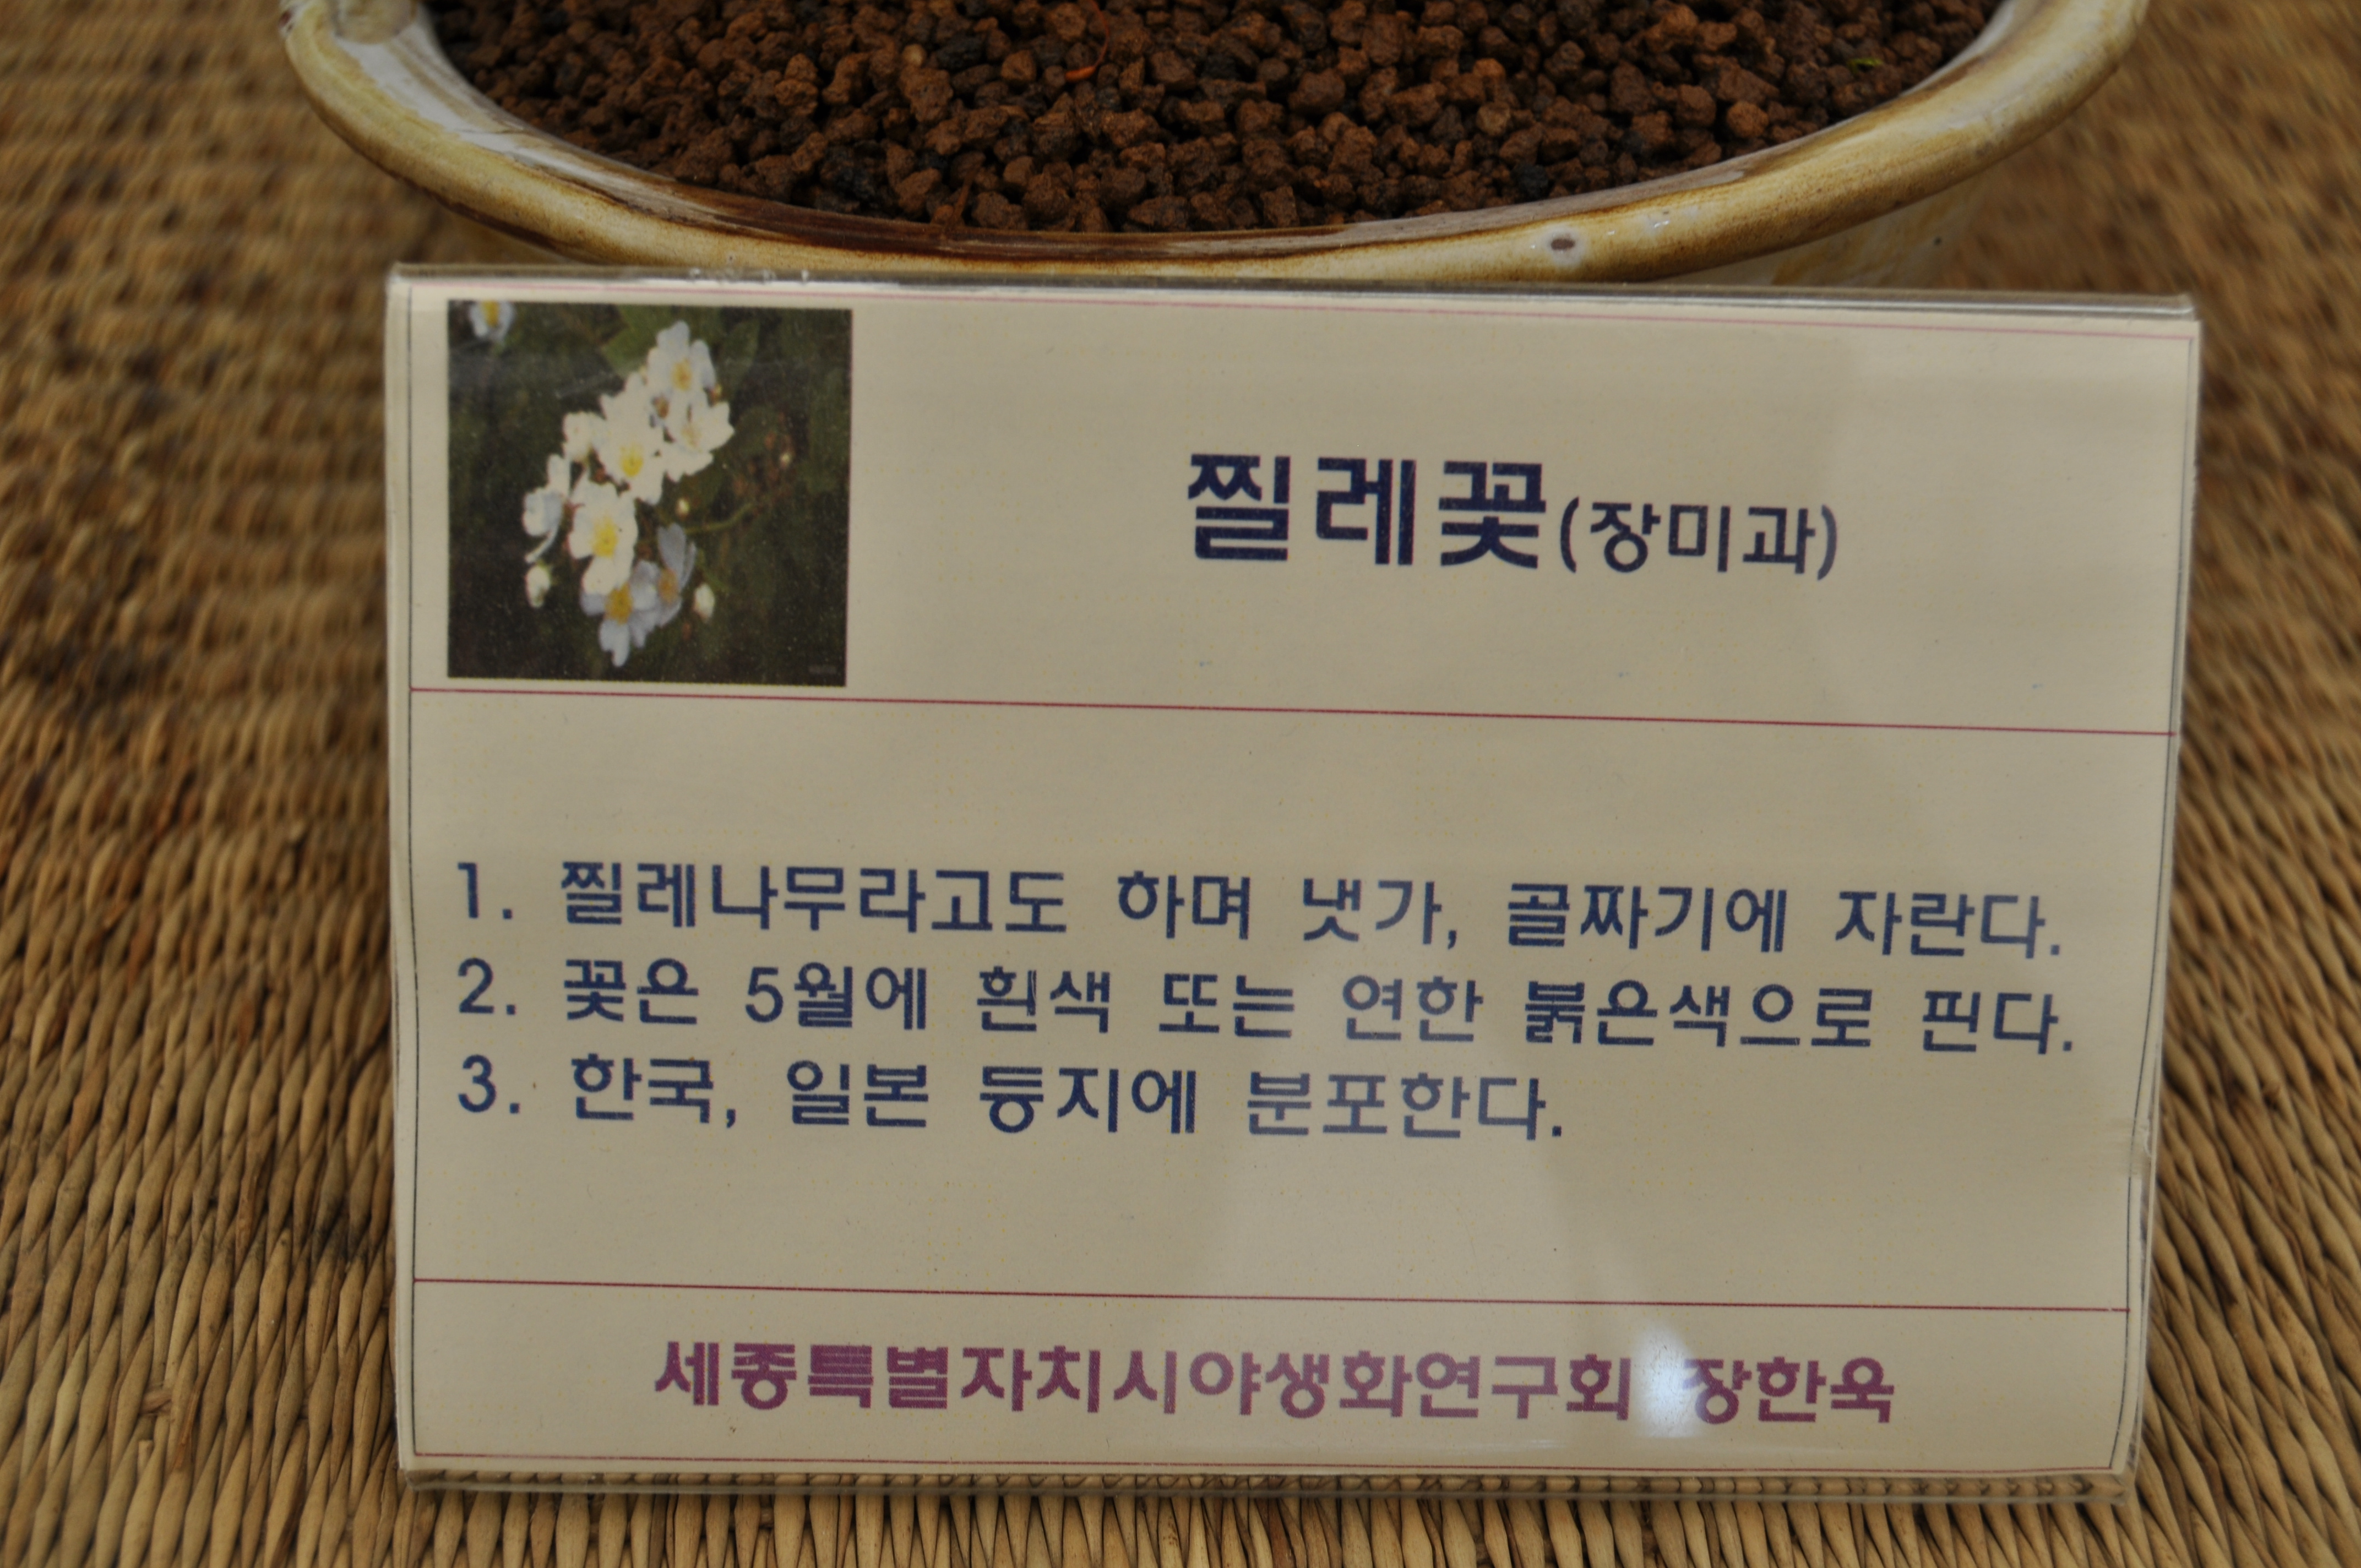 찔레꽃(장미과)
1. 찔레나무라고도 하며 냇가, 골짜기에 자란다.
2. 꽃은 5월에 흰색 또는 연한 붉은색으로 핀다.
3. 한국, 일본 등지에 분포한다.
세종특별자치시야생화연구회 장한욱